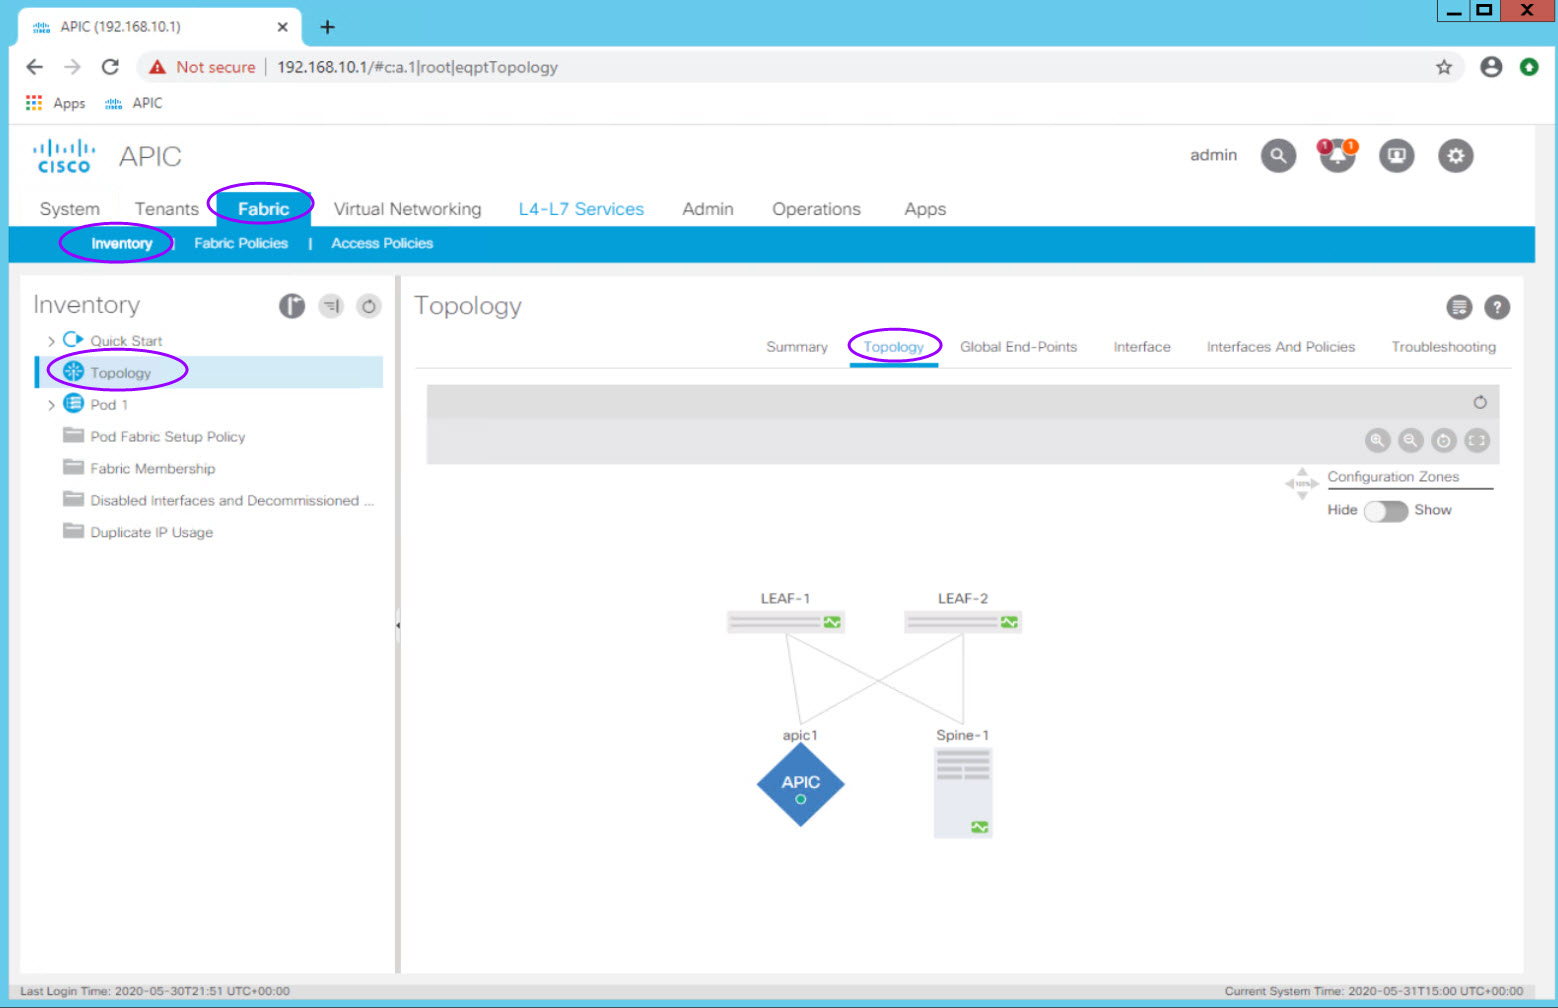 APIC (192.168.10.1)
Not secure | 192.168.10.1/#c:a.1|root|eqptTopology
Apps APIC
CISCO APIC
admin 1 1
System Tenants Fabric Virtual Networking L4-L7 Services Admin Operations Apps
Inventory | Fabric Policies | Access Policies
Inventory
Quick Start
Topology
Pod 1
Pod Fabric Setup Policy
Fabric Membership
Disabled Interfaces and Decommissioned ...
Duplicate IP Usage
Topology
?
Summary Topology Global End-Points Interface Interfaces And Policies Troubleshooting
100% Configuration Zones
Hide Show
LEAF-1 LEAF-2
apic1 Spine-1
APIC
Last Login Time: 2020-05-30T21:51 UTC+00:00 Current System Time: 2020-05-31T15:00 UTC+00:00